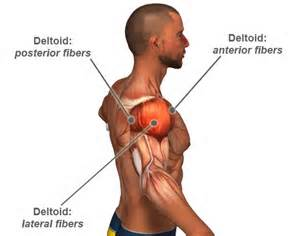 Deltoid:
posterior fibers
Deltoid:
anterior fibers
Deltoid:
lateral fibers